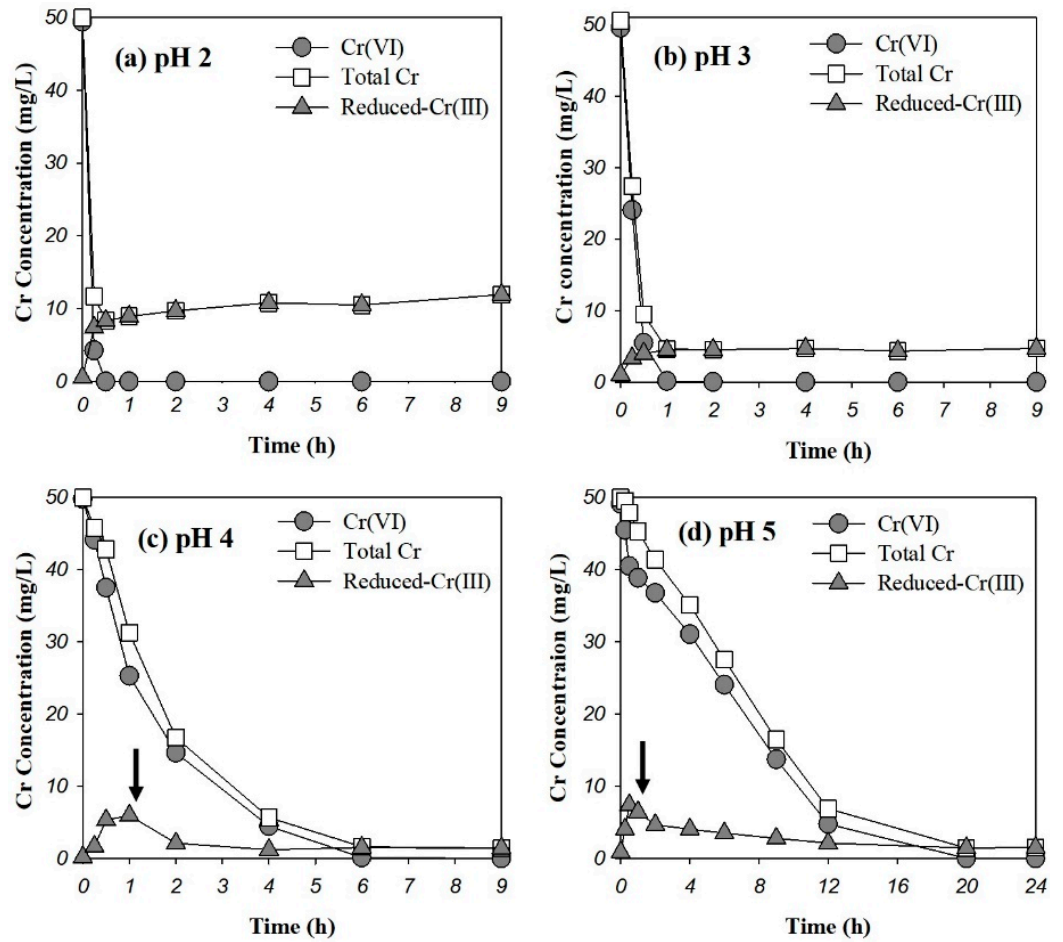 (a) pH 2
Cr(VI)
Total Cr
Reduced-Cr(III)
Cr Concentration (mg/L)
50
40
30
20
10
0
0 1 2 3 4 5 6 7 8 9
Time (h)
(b) pH 3
Cr(VI)
Total Cr
Reduced-Cr(III)
Cr concentration (mg/L)
50
40
30
20
10
0
0 1 2 3 4 5 6 7 8 9
Time (h)
(c) pH 4
Cr(VI)
Total Cr
Reduced-Cr(III)
Cr Concentration (mg/L)
50
40
30
20
10
0
0 1 2 3 4 5 6 7 8 9
Time (h)
(d) pH 5
Cr(VI)
Total Cr
Reduced-Cr(III)
Cr Concentraion (mg/L)
50
40
30
20
10
0
0 4 8 12 16 20 24
Time (h)